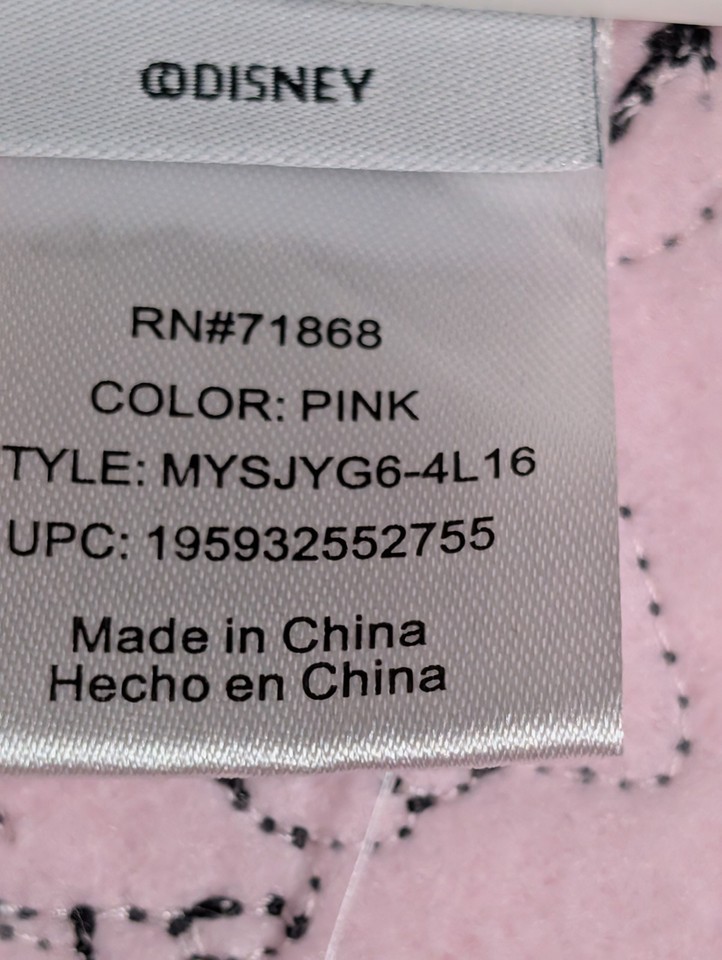 ©DISNEY
RN#71868
COLOR: PINK
TYLE: MYSJYG6-4L16
UPC: 195932552755
Made in China
Hecho en China